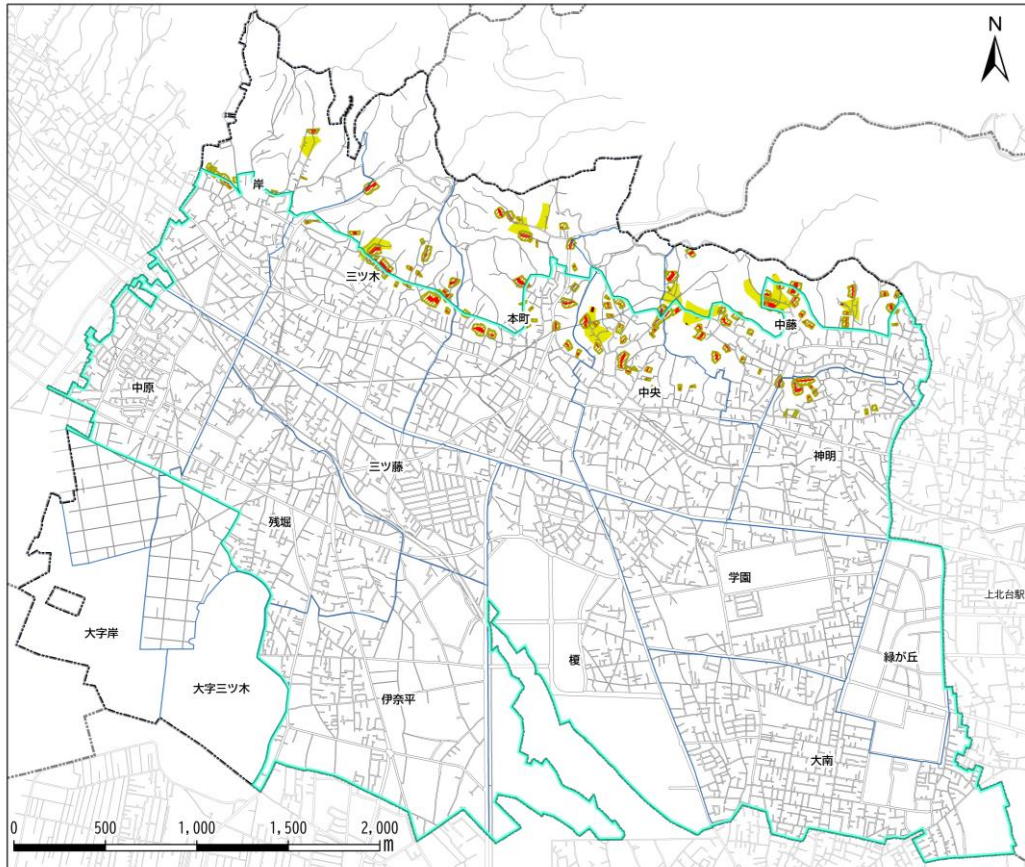 N
岸
三ツ木
本町
中藤
中原
中央
三ツ藤
神明
残堀
学園
上北台駅
大字岸
榎
緑が丘
大字三ツ木
伊奈平
大南
0 500 1,000 1,500 2,000
m